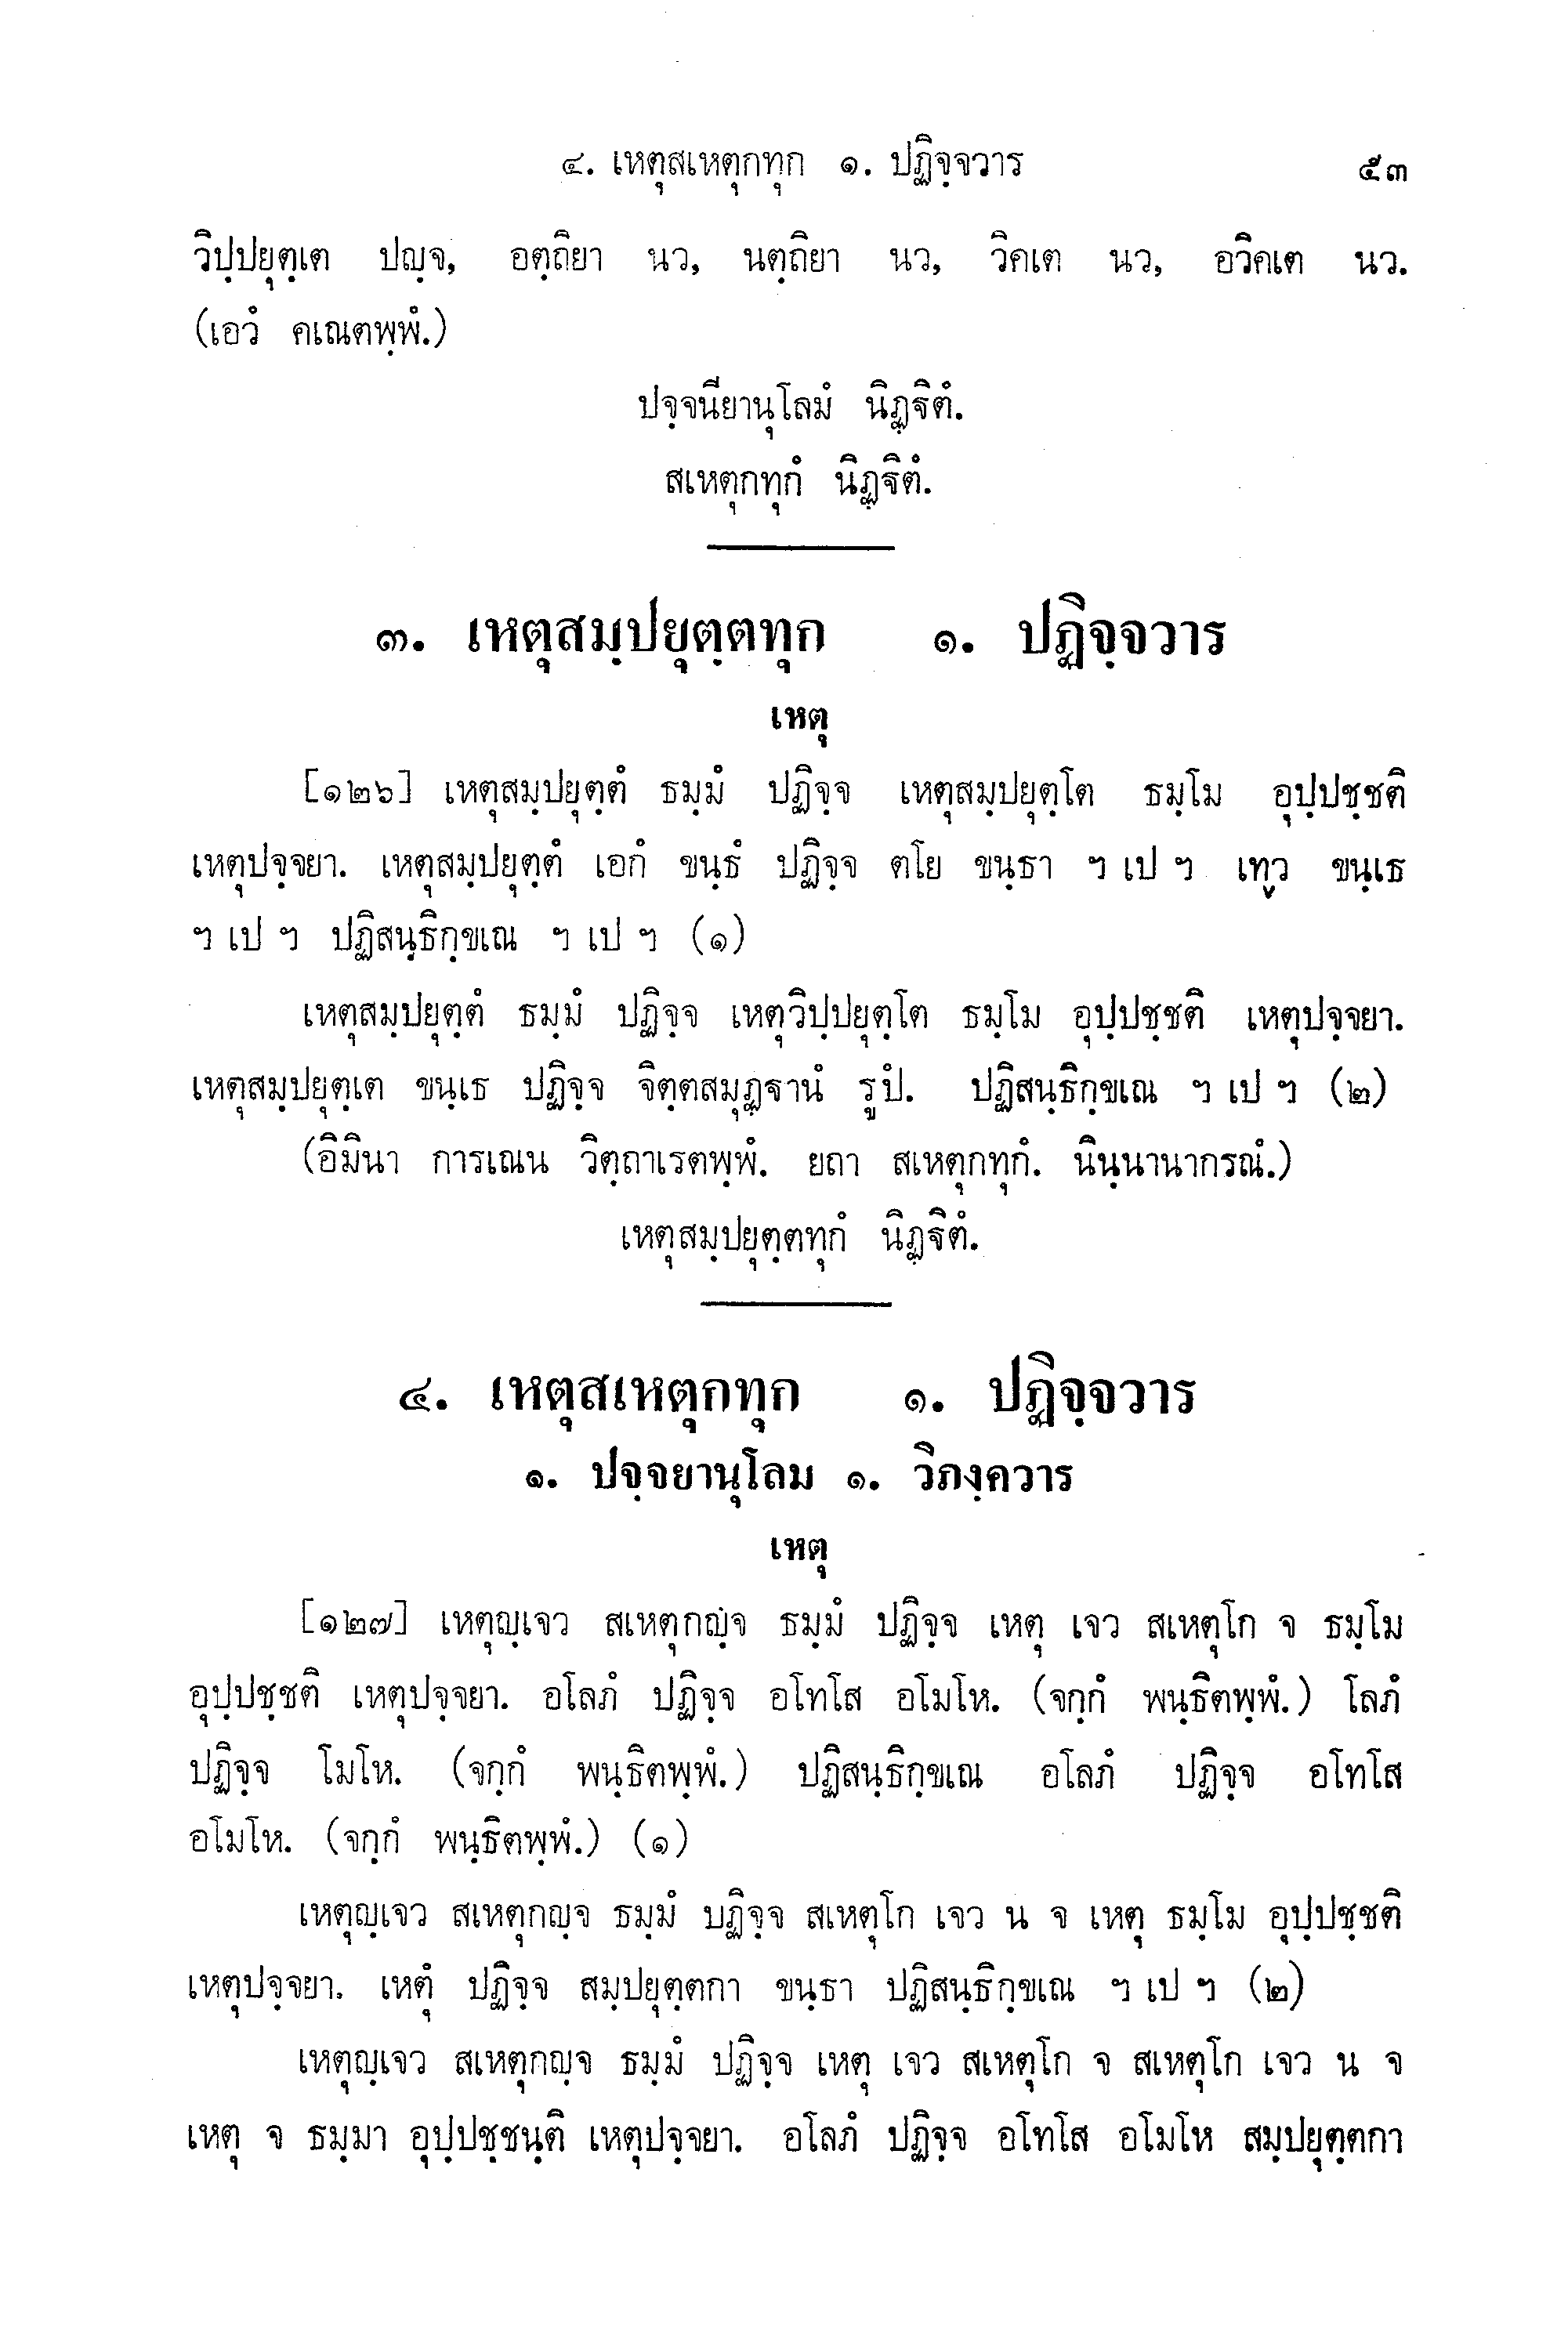 ๔. เหตุสเหตุกทุก ๑. ปฏิจฺจวาร ๕๓
วิปฺปยุตฺเต ปญฺจ, อตฺถิยา นว, นตฺถิยา นว, วิคเต นว, อวิคเต นว.
(เอวํ คเณตพฺพํ.)
ปจฺจนียานุโลมํ นิฏฺฐิตํ.
สเหตุกทุกํ นิฏฺฐิตํ.
๓. เหตุสมฺปยุตฺตทุก ๑. ปฏิจฺจวาร
เหตุ
[๑๒๖] เหตุสมฺปยุตฺตํ ธมฺมํ ปฏิจฺจ เหตุสมฺปยุตฺโต ธมฺโม อุปฺปชฺชติ
เหตุปจฺจยา. เหตุสมฺปยุตฺตํ เอกํ ขนฺธํ ปฏิจฺจ ตโย ขนฺธา ฯ เป ฯ เทฺว ขนฺเธ
ฯ เป ฯ ปฏิสนฺธิกฺขเณ ฯ เป ฯ (๑)
เหตุสมฺปยุตฺตํ ธมฺมํ ปฏิจฺจ เหตุวิปฺปยุตฺโต ธมฺโม อุปฺปชฺชติ เหตุปจฺจยา.
เหตุสมฺปยุตฺเต ขนฺเธ ปฏิจฺจ จิตฺตสมุฏฺฐานํ รูปํ. ปฏิสนฺธิกฺขเณ ฯ เป ฯ (๒)
(อิมินา การเณน วิตฺถาเรตพฺพํ. ยถา สเหตุกทุกํ. นินฺนานากรณํ.)
เหตุสมฺปยุตฺตทุกํ นิฏฺฐิตํ.
๔. เหตุสเหตุกทุก ๑. ปฏิจฺจวาร
๑. ปจฺจยานุโลม ๑. วิภงฺควาร
เหตุ
[๑๒๗] เหตุญฺเจว สเหตุกญฺจ ธมฺมํ ปฏิจฺจ เหตุ เจว สเหตุโก จ ธมฺโม
อุปฺปชฺชติ เหตุปจฺจยา. อโลภํ ปฏิจฺจ อโทโส อโมโห. (จกฺกํ พนฺธิตพฺพํ.) โลภํ
ปฏิจฺจ โมโห. (จกฺกํ พนฺธิตพฺพํ.) ปฏิสนฺธิกฺขเณ อโลภํ ปฏิจฺจ อโทโส
อโมโห. (จกฺกํ พนฺธิตพฺพํ.) (๑)
เหตุญฺเจว สเหตุกญฺจ ธมฺมํ ปฏิจฺจ สเหตุโก เจว น จ เหตุ ธมฺโม อุปฺปชฺชติ
เหตุปจฺจยา. เหตุํ ปฏิจฺจ สมฺปยุตฺตกา ขนฺธา ปฏิสนฺธิกฺขเณ ฯ เป ฯ (๒)
เหตุญฺเจว สเหตุกญฺจ ธมฺมํ ปฏิจฺจ เหตุ เจว สเหตุโก จ สเหตุโก เจว น จ
เหตุ จ ธมฺมา อุปฺปชฺชนฺติ เหตุปจฺจยา. อโลภํ ปฏิจฺจ อโทโส อโมโห สมฺปยุตฺตกา